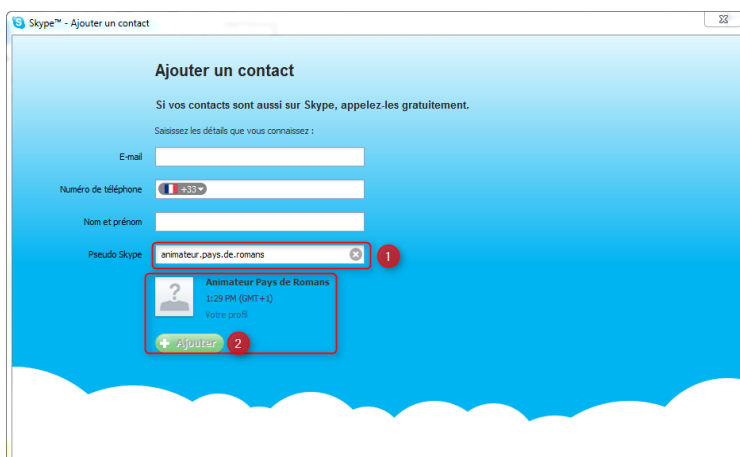 Skype™ - Ajouter un contact
Ajouter un contact
Si vos contacts sont aussi sur Skype, appelez-les gratuitement.
Saisissez les détails que vous connaissez :
E-mail
Numéro de téléphone +33
Nom et prénom
Pseudo Skype animateur.pays.de.romans 1
?
Animateur Pays de Romans
1:29 PM (GMT+1)
Votre profil
+ Ajouter 2